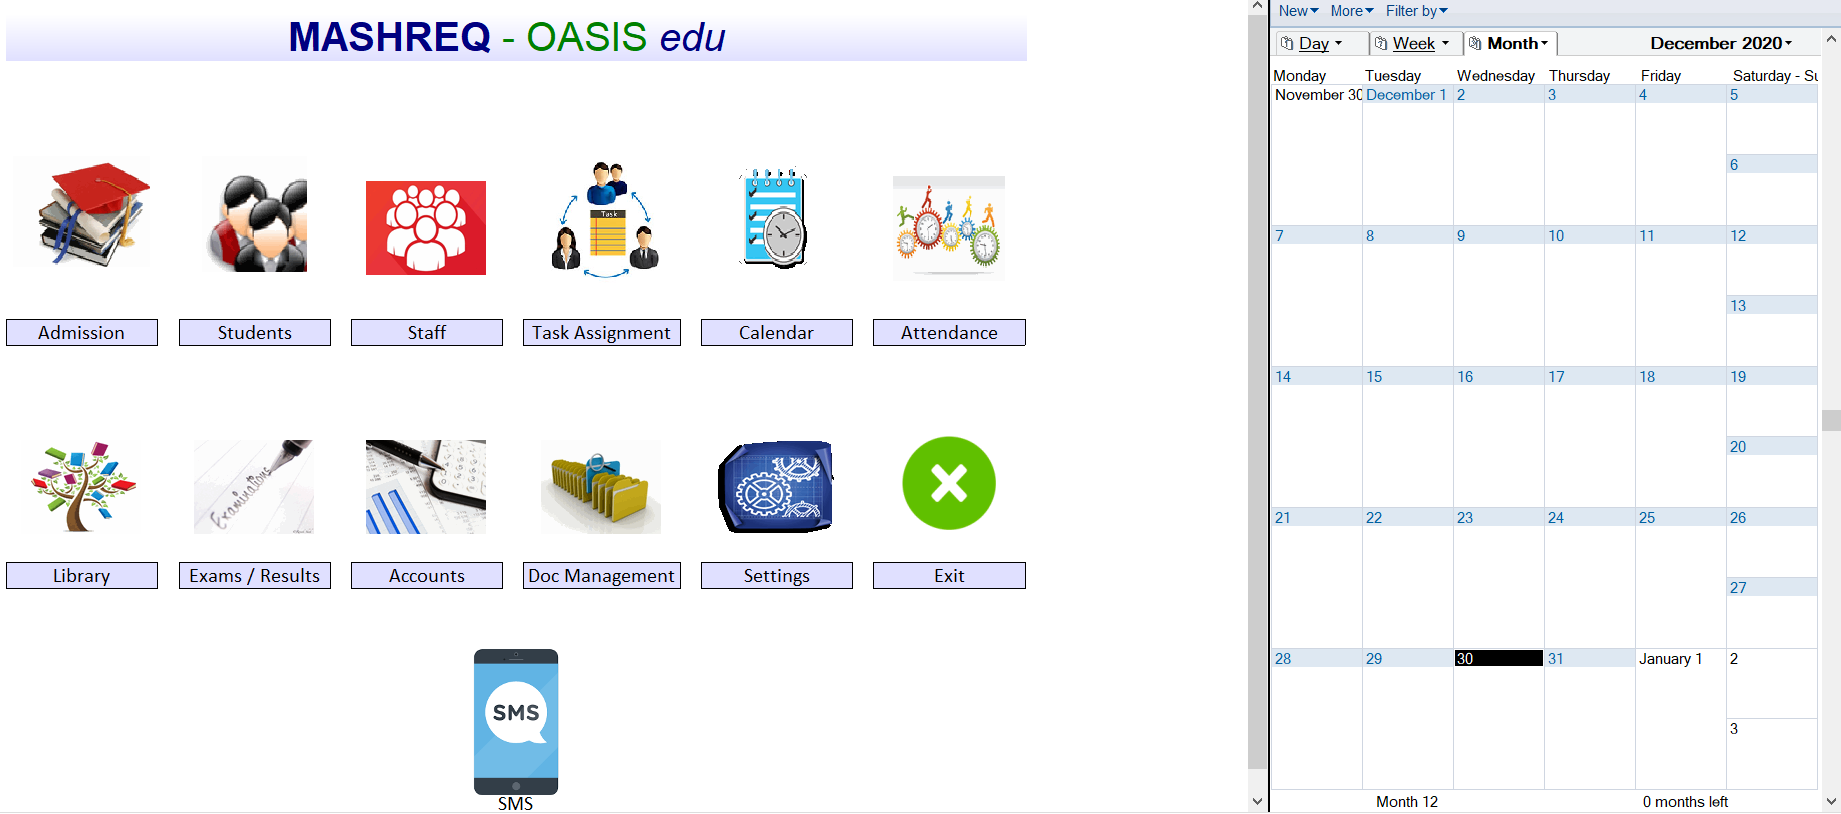 MASHREQ - OASIS edu
Task
Admission
Students
Staff
Task Assignment
Calendar
Attendance
Examinations
Library
Exams / Results
Accounts
Doc Management
Settings
Exit
SMS
SMS
New More Filter by
Day Week Month December 2020
Monday Tuesday Wednesday Thursday Friday Saturday - Su
November 30 December 1 2 3 4 5
6
7 8 9 10 11 12
13
14 15 16 17 18 19
20
21 22 23 24 25 26
27
28 29 30 31 January 1 2
3
Month 12 0 months left